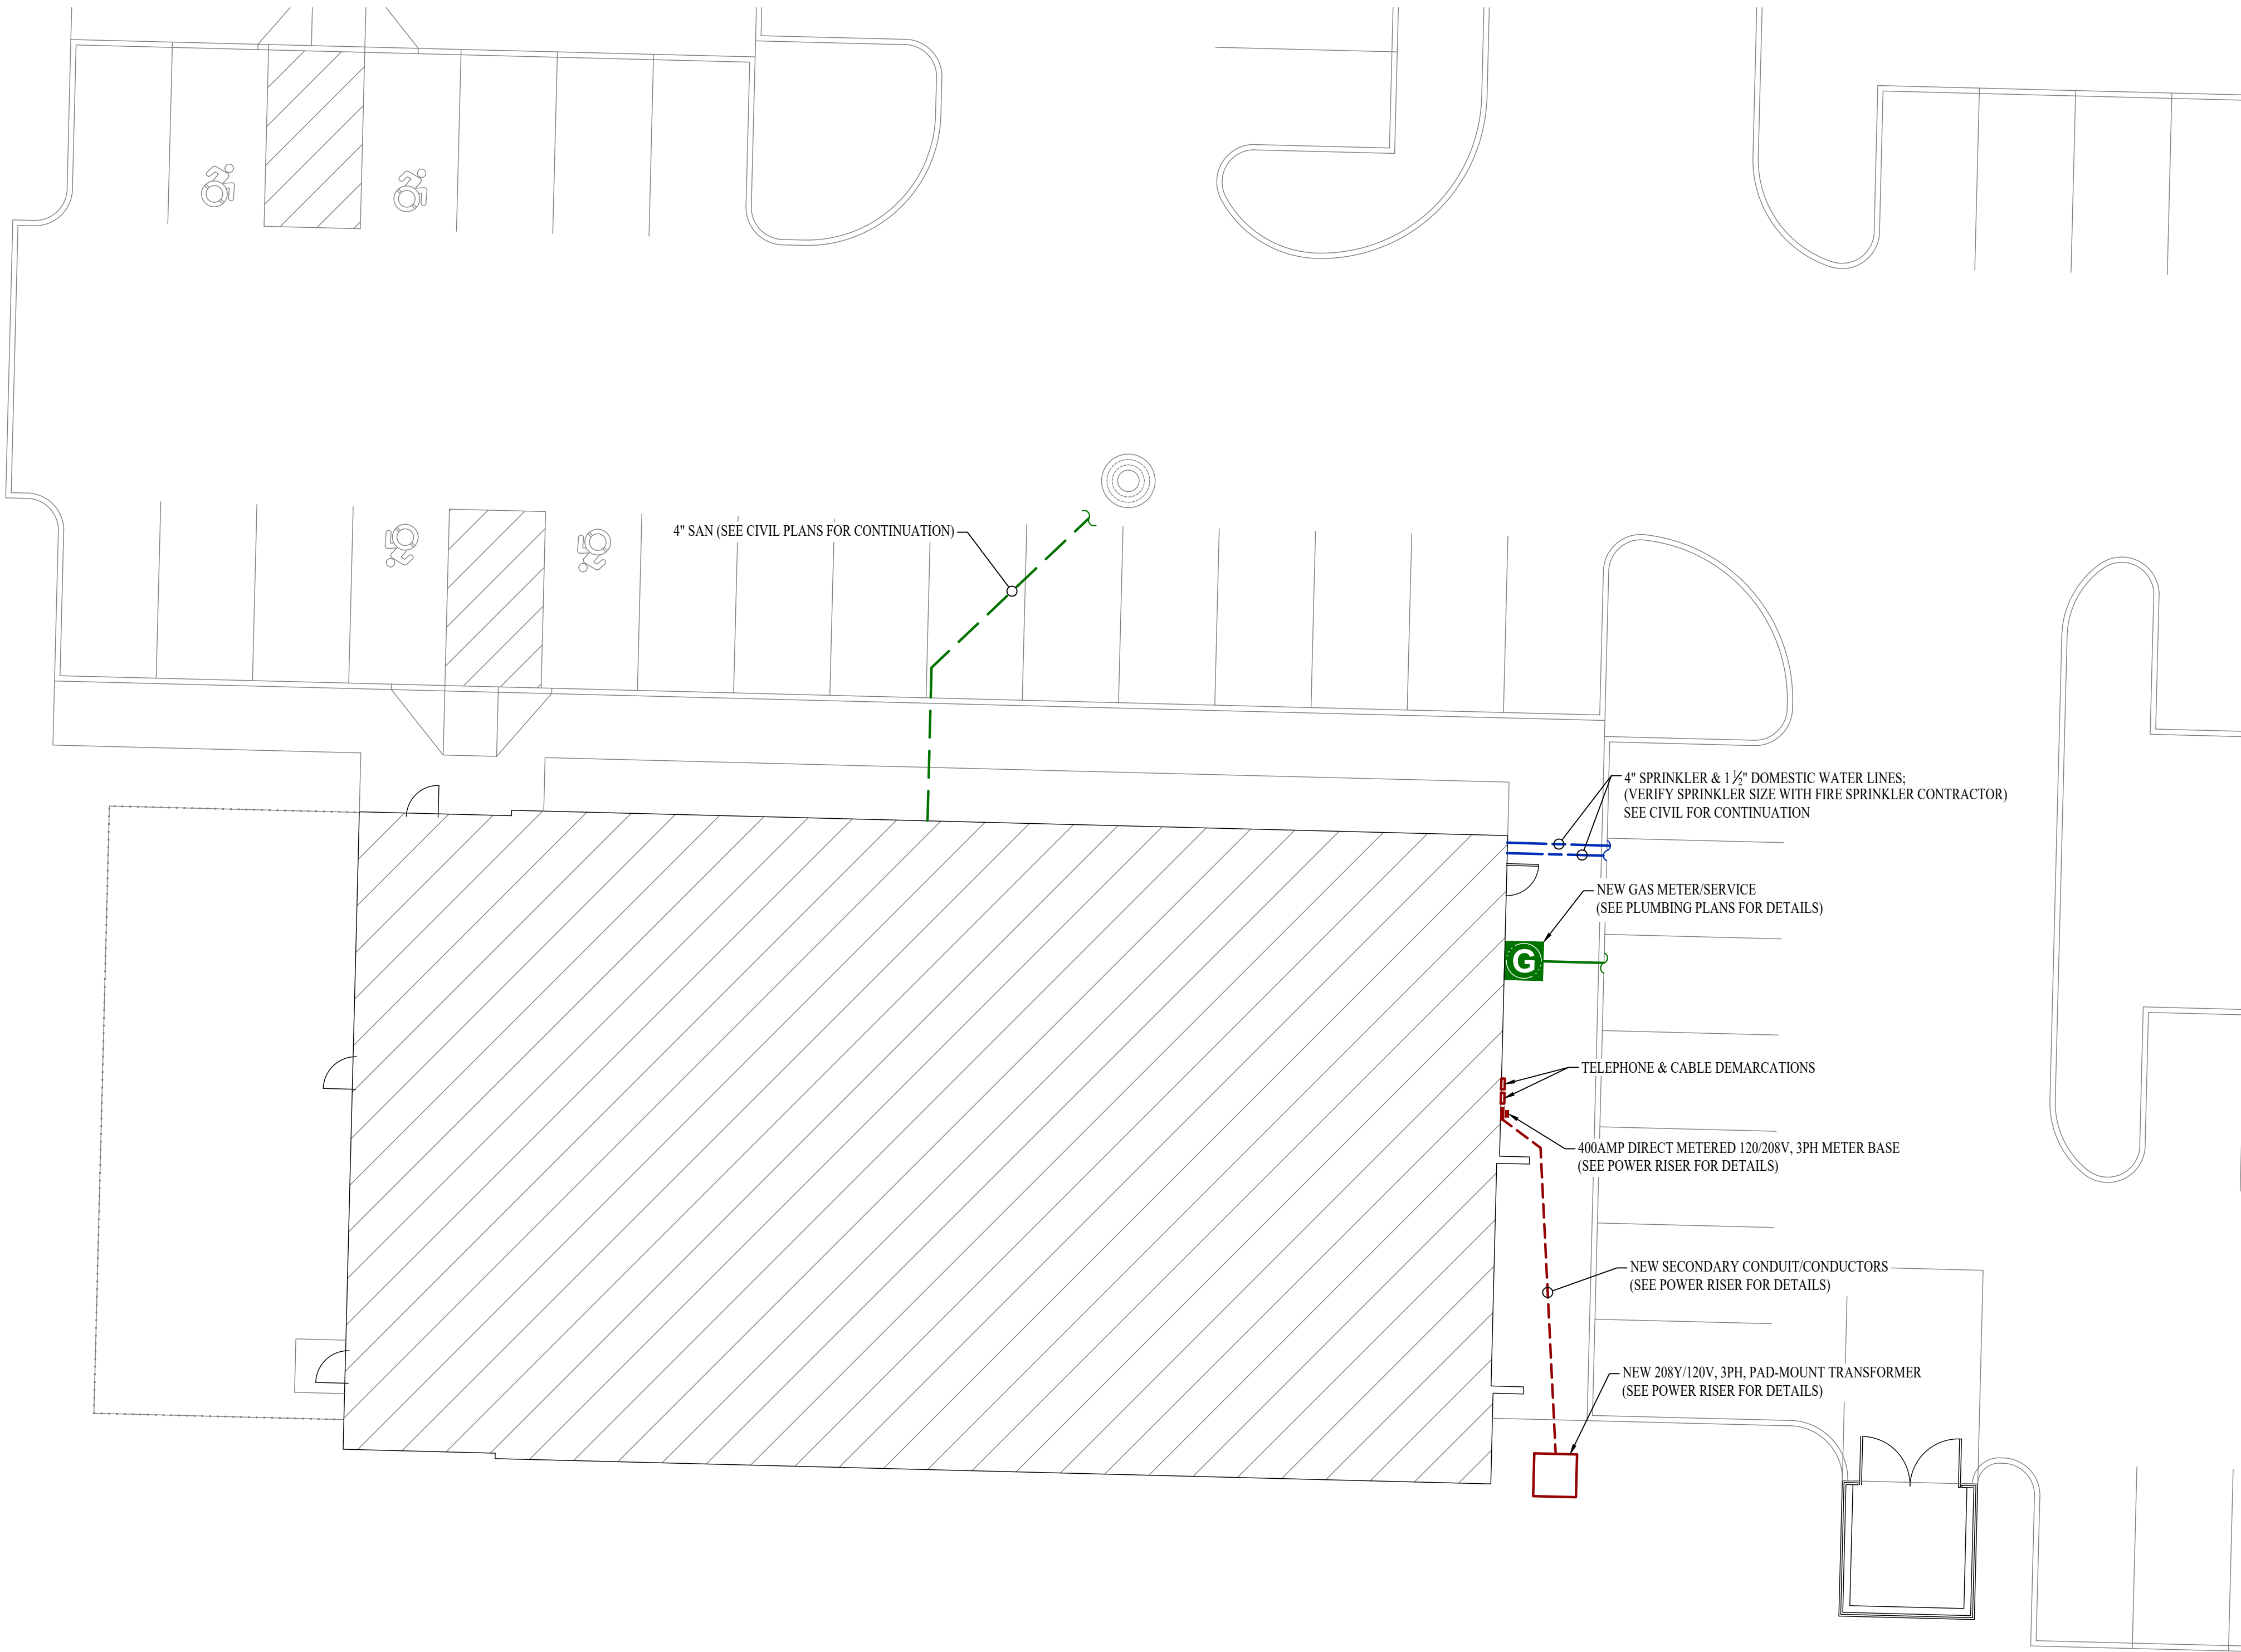 4" SAN (SEE CIVIL PLANS FOR CONTINUATION)
4" SPRINKLER & 1 1/2" DOMESTIC WATER LINES;
(VERIFY SPRINKLER SIZE WITH FIRE SPRINKLER CONTRACTOR)
SEE CIVIL FOR CONTINUATION
NEW GAS METER/SERVICE
(SEE PLUMBING PLANS FOR DETAILS)
G
TELEPHONE & CABLE DEMARCATIONS
400AMP DIRECT METERED 120/208V, 3PH METER BASE
(SEE POWER RISER FOR DETAILS)
NEW SECONDARY CONDUIT/CONDUCTORS
(SEE POWER RISER FOR DETAILS)
NEW 208Y/120V, 3PH, PAD-MOUNT TRANSFORMER
(SEE POWER RISER FOR DETAILS)